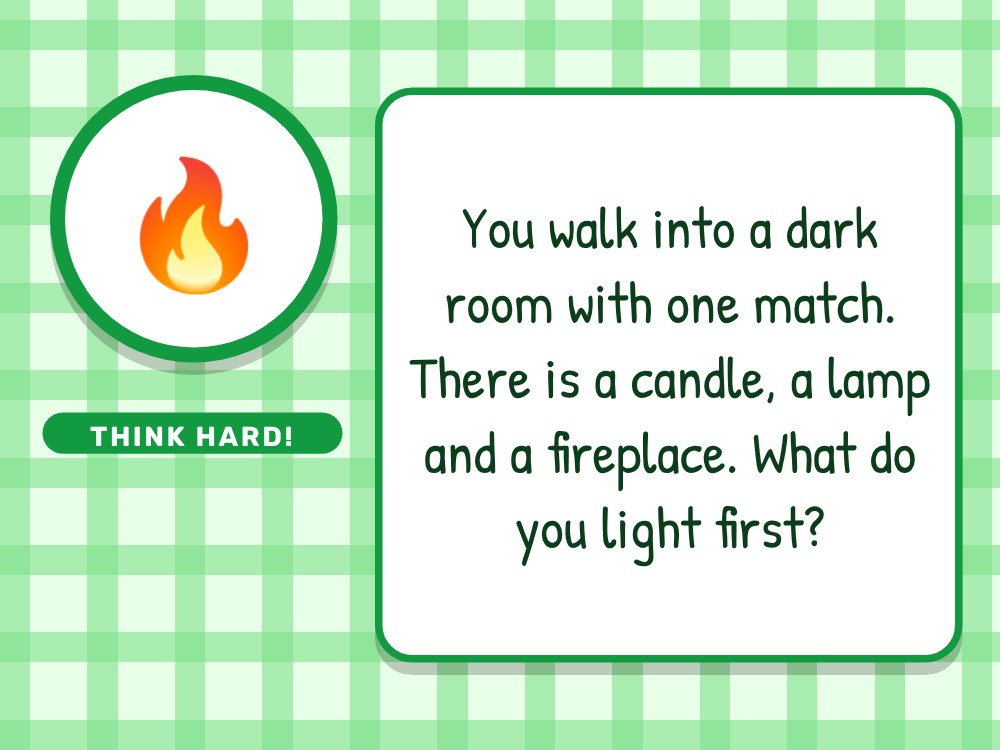 THINK HARD!
You walk into a dark
room with one match.
There is a candle, a lamp
and a fireplace. What do
you light first?